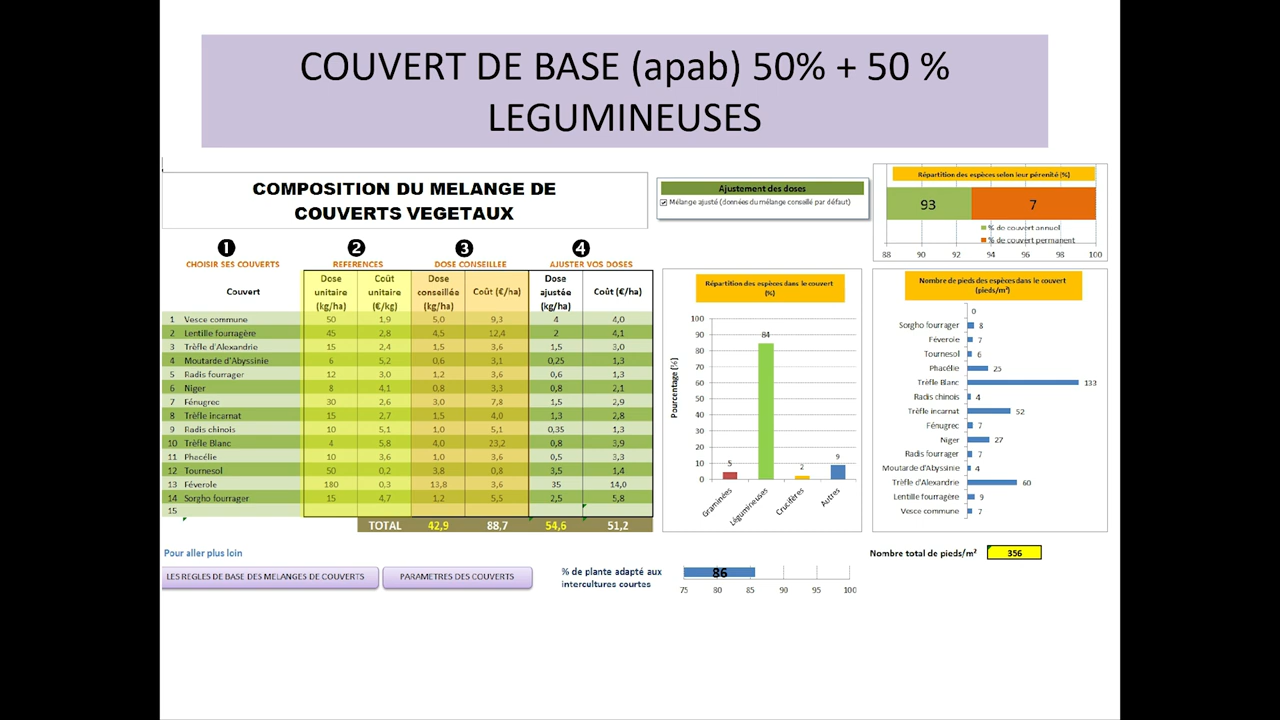 COUVERT DE BASE (apab) 50% + 50 %
LEGUMINEUSES
COMPOSITION DU MELANGE DE
COUVERTS VEGETAUX
Ajustement des doses
Mélange ajusté (données du mélange conseillé par défaut)
Répartition des espèces selon leur pérénité (%)
93 7
% de couvert annuel
% de couvert permanent
88 90 92 94 96 98 100
1 2 3 4
CHOISIR SES COUVERTS REFERENCES DOSE CONSEILLEE AJUSTER VOS DOSES
Couvert Dose unitaire (kg/ha) Coût unitaire (€/kg) Dose conseillée (kg/ha) Coût (€/ha) Dose ajustée (kg/ha) Coût (€/ha)
1 Vesce commune 50 1,9 5,0 9,3 4 4,0
2 Lentille fourragère 45 2,8 4,5 12,4 2 4,1
3 Trèfle d'Alexandrie 15 2,4 1,5 3,6 1,5 3,0
4 Moutarde d'Abyssinie 6 5,2 0,6 3,1 0,25 1,3
5 Radis fourrager 12 3,0 1,2 3,6 0,6 1,3
6 Niger 8 4,1 0,8 3,3 0,8 2,1
7 Fénugrec 30 2,6 3,0 7,8 1,5 2,9
8 Trèfle incarnat 15 2,7 1,5 4,0 1,3 2,8
9 Radis chinois 10 5,1 1,0 5,1 0,35 1,3
10 Trèfle Blanc 4 5,8 4,0 23,2 0,8 3,9
11 Phacélie 10 3,6 1,0 3,6 0,5 3,3
12 Tournesol 50 0,2 3,8 0,8 3,5 1,4
13 Féverole 180 0,3 13,8 3,6 35 14,0
14 Sorgho fourrager 15 4,7 1,2 5,5 2,5 5,8
15
TOTAL 42,9 88,7 54,6 51,2
Répartition des espèces dans le couvert
(%)
Pourcentage (%)
100
90
80
70
60
50
40
30
20
10
0
5 84 2 9
Graminées Légumineuses Crucifères Autres
Nombre de pieds des espèces dans le couvert
(pieds/m²)
0
Sorgho fourrager 8
Féverole 7
Tournesol 6
Phacélie 25
Trèfle Blanc 133
Radis chinois 4
Trèfle incarnat 52
Fénugrec 7
Niger 27
Radis fourrager 7
Moutarde d'Abyssinie 4
Trèfle d'Alexandrie 60
Lentille fourragère 9
Vesce commune 7
Pour aller plus loin
Nombre total de pieds/m² 356
LES REGLES DE BASE DES MELANGES DE COUVERTS PARAMETRES DES COUVERTS
% de plante adapté aux
intercultures courtes
86
75 80 85 90 95 100